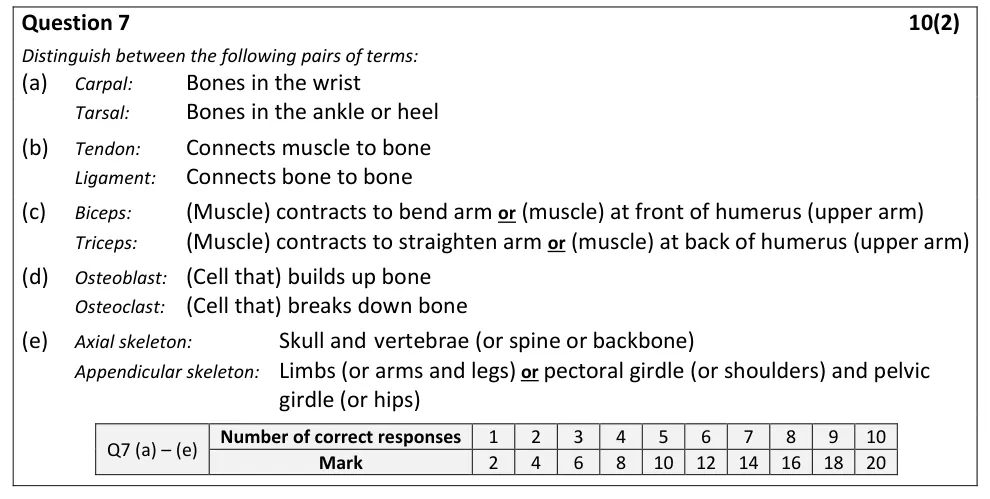 Question 7 10(2)
Distinguish between the following pairs of terms:
(a) Carpal: Bones in the wrist
Tarsal: Bones in the ankle or heel
(b) Tendon: Connects muscle to bone
Ligament: Connects bone to bone
(c) Biceps: (Muscle) contracts to bend arm or (muscle) at front of humerus (upper arm)
Triceps: (Muscle) contracts to straighten arm or (muscle) at back of humerus (upper arm)
(d) Osteoblast: (Cell that) builds up bone
Osteoclast: (Cell that) breaks down bone
(e) Axial skeleton: Skull and vertebrae (or spine or backbone)
Appendicular skeleton: Limbs (or arms and legs) or pectoral girdle (or shoulders) and pelvic
girdle (or hips)
Q7 (a) – (e)
Number of correct responses 1 2 3 4 5 6 7 8 9 10
Mark 2 4 6 8 10 12 14 16 18 20